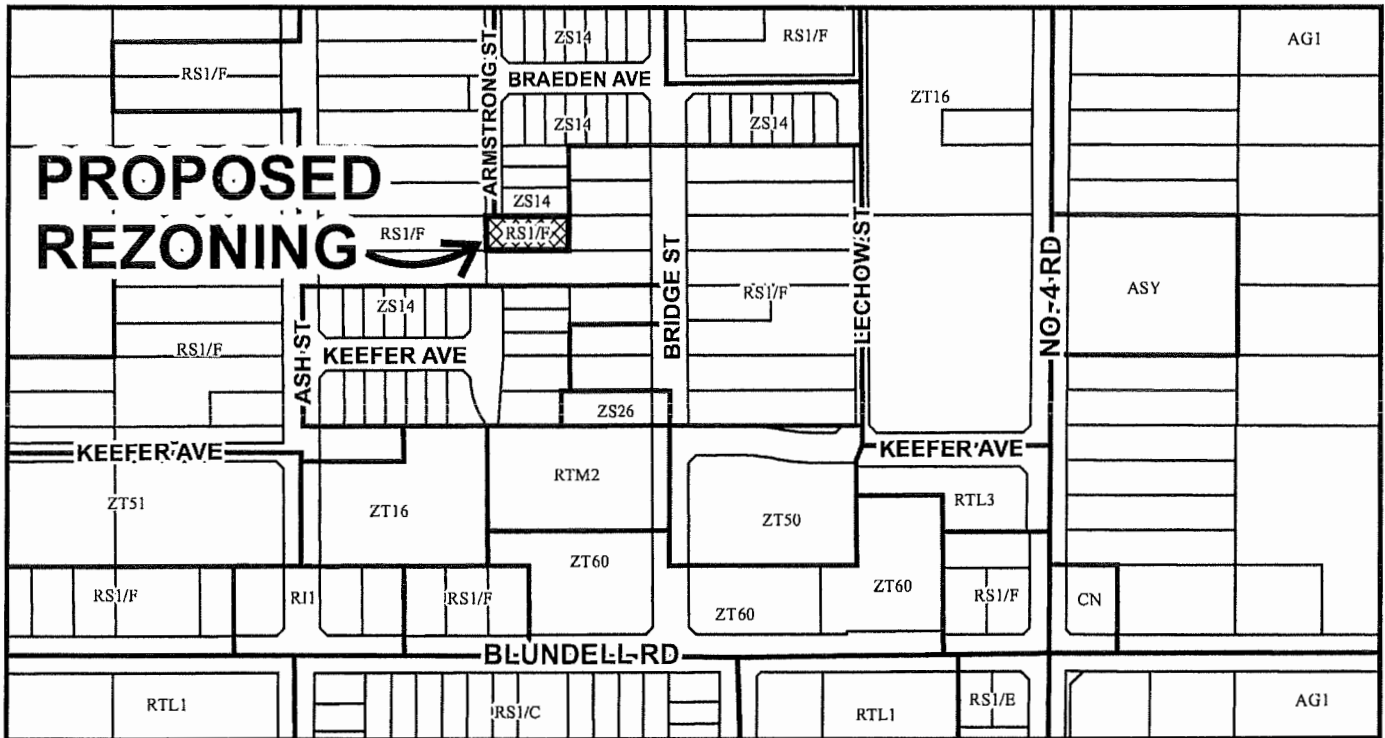 ZS14
RS1/F
AG1
RS1/F
ARMSTRONG ST
BRAEDEN AVE
ZT16
ZS14
ZS14
PROPOSED
REZONING
ZS14
RS1/F
RS1/F
LECHOW ST
BRIDGE ST
NO. 4 RD
ASY
RS1/F
ZS14
RS1/F
ASH ST
KEEFER AVE
ZS26
KEEFER AVE
KEEFER AVE
RTM2
ZT51
ZT16
ZT50
RTL3
ZT60
RS1/F
RI1
RS1/F
ZT60
ZT60
RS1/F
CN
BLUNDELL RD
RTL1
RS1/C
RTL1
RS1/E
AG1